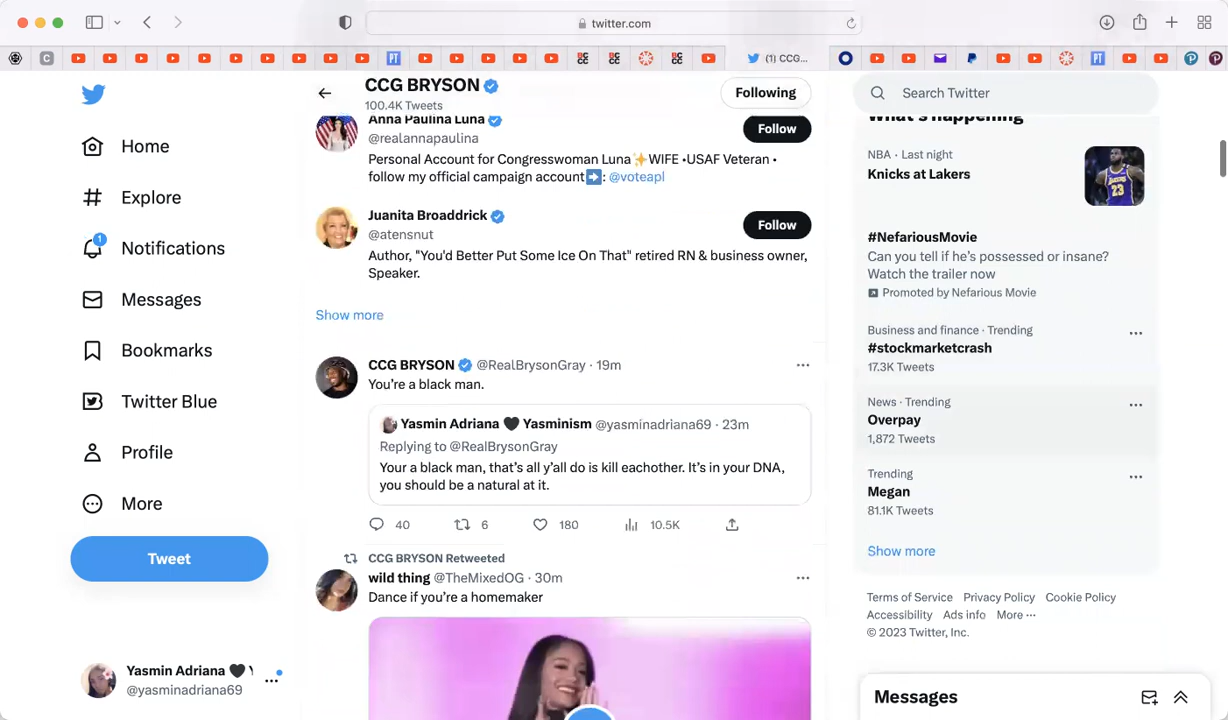 twitter.com
(1) CCG...
Home
Explore
1
Notifications
Messages
Bookmarks
Twitter Blue
Profile
More
Tweet
Yasmin Adriana 🖤
@yasminadriana69
CCG BRYSON
100.4K Tweets
Following
Anna Paulina Luna
@realannapaulina
Follow
Personal Account for Congresswoman Luna✨WIFE •USAF Veteran •
follow my official campaign account➡️: @voteapl
Juanita Broaddrick
@atensnut
Follow
Author, "You'd Better Put Some Ice On That" retired RN & business owner,
Speaker.
Show more
CCG BRYSON @RealBrysonGray · 19m
You're a black man.
Yasmin Adriana 🖤 Yasminism @yasminadriana69 · 23m
Replying to @RealBrysonGray
Your a black man, that's all y'all do is kill eachother. It's in your DNA,
you should be a natural at it.
40 6 180 10.5K
CCG BRYSON Retweeted
wild thing @TheMixedOG · 30m
Dance if you're a homemaker
Search Twitter
What's happening
NBA · Last night
Knicks at Lakers
23
#NefariousMovie
Can you tell if he's possessed or insane?
Watch the trailer now
Promoted by Nefarious Movie
Business and finance · Trending
#stockmarketcrash
17.3K Tweets
News · Trending
Overpay
1,872 Tweets
Trending
Megan
81.1K Tweets
Show more
Terms of Service Privacy Policy Cookie Policy
Accessibility Ads info More ···
© 2023 Twitter, Inc.
Messages